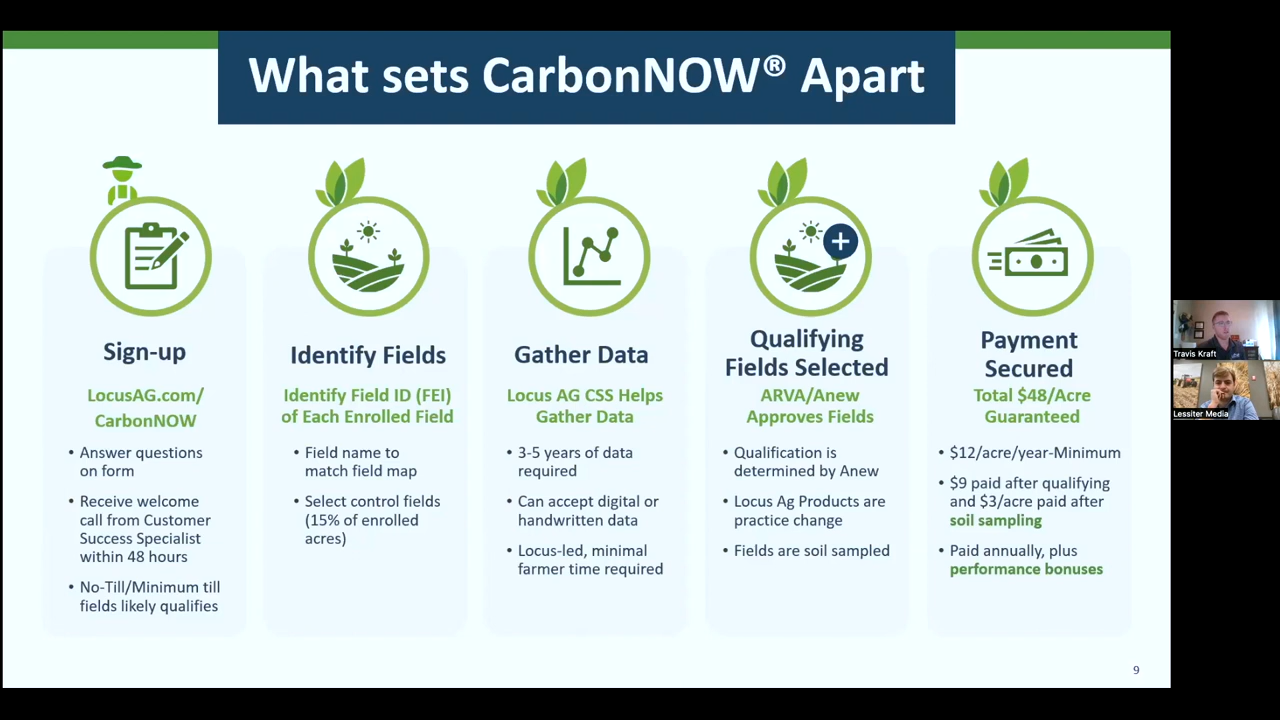 What sets CarbonNOW® Apart
Sign-up
LocusAG.com/
CarbonNOW
• Answer questions
on form
• Receive welcome
call from Customer
Success Specialist
within 48 hours
• No-Till/Minimum till
fields likely qualifies
Identify Fields
Identify Field ID (FEI)
of Each Enrolled Field
• Field name to
match field map
• Select control fields
(15% of enrolled
acres)
Gather Data
Locus AG CSS Helps
Gather Data
• 3-5 years of data
required
• Can accept digital or
handwritten data
• Locus-led, minimal
farmer time required
Qualifying
Fields Selected
ARVA/Anew
Approves Fields
• Qualification is
determined by Anew
• Locus Ag Products are
practice change
• Fields are soil sampled
Payment
Secured
Total $48/Acre
Guaranteed
• $12/acre/year-Minimum
• $9 paid after qualifying
and $3/acre paid after
soil sampling
• Paid annually, plus
performance bonuses
9
Travis Kraft
Lessiter Media